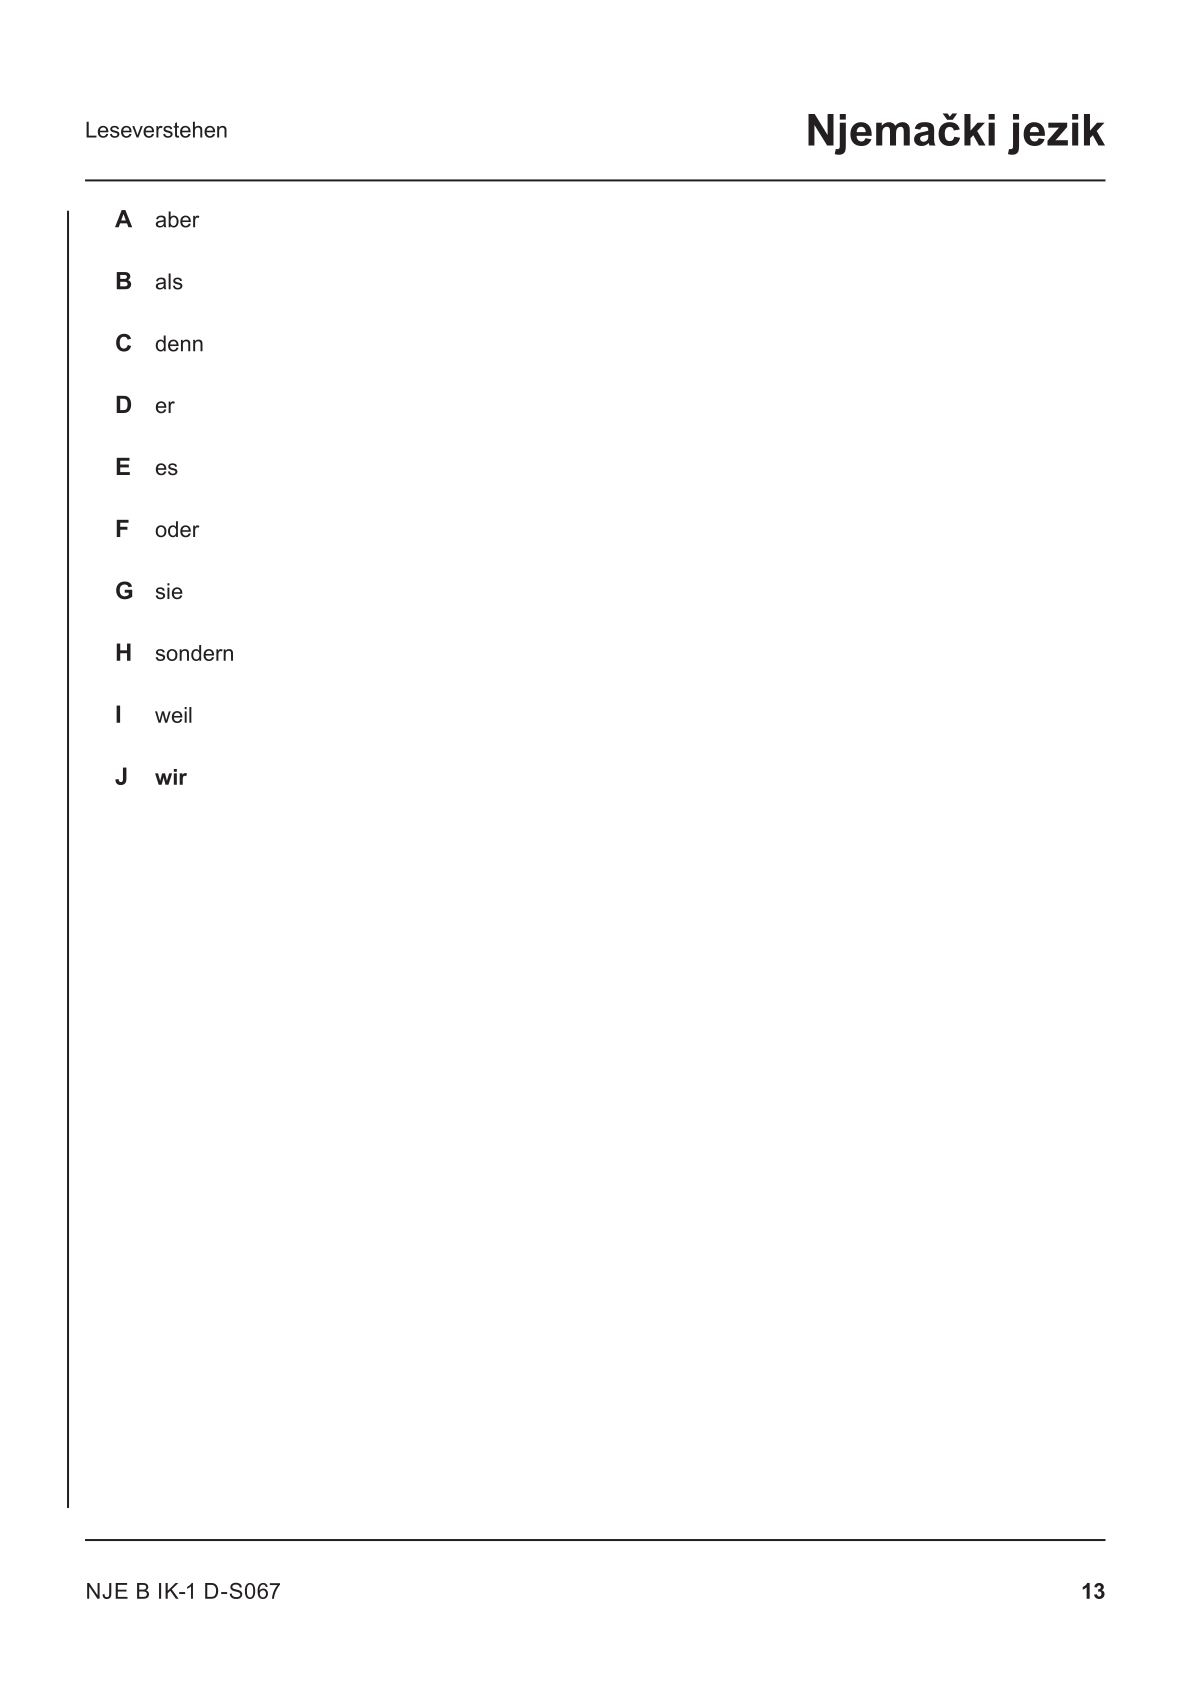 Leseverstehen
Njemački jezik
A aber
B als
C denn
D er
E es
F oder
G sie
H sondern
I weil
J wir
NJE B IK-1 D-S067
13